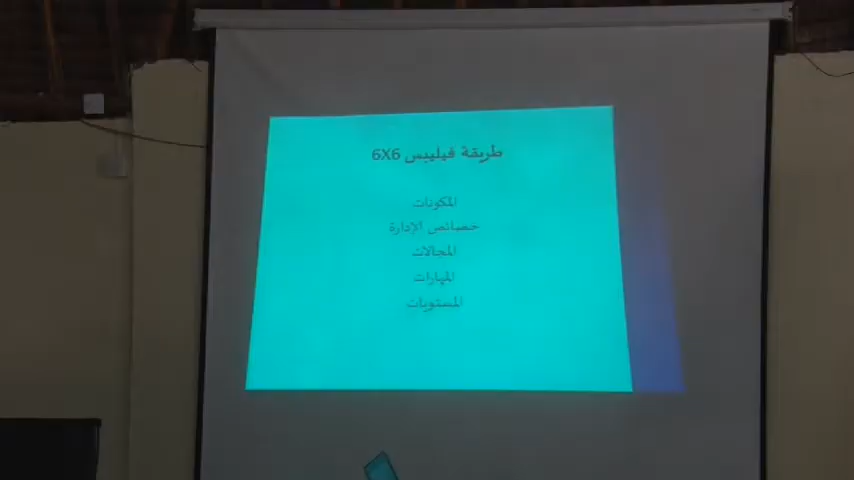 طريقة فيليبس 6X6
المكونات
خصائص الإدارة
المجالات
المهارات
المستويات